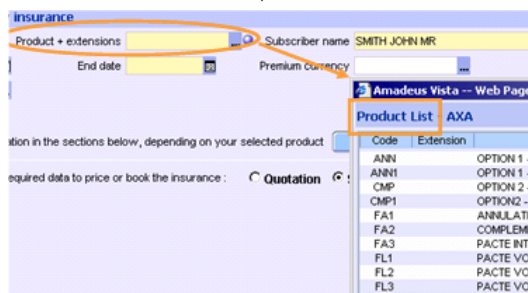 insurance
Product + extensions ... Subscriber name SMITH JOHN MR
End date Premium currency ...
Amadeus Vista -- Web Page
Product List - AXA
ation in the sections below, depending on your selected product
Code Extension
equired data to price or book the insurance : Quotation
ANN OPTION 1
ANN1 OPTION 1
CMP OPTION 2
CMP1 OPTION2 -
FA1 ANNULATI
FA2 COMPLEM
FA3 PACTE INT
FL1 PACTE VO
FL2 PACTE VO
FL3 PACTE VO